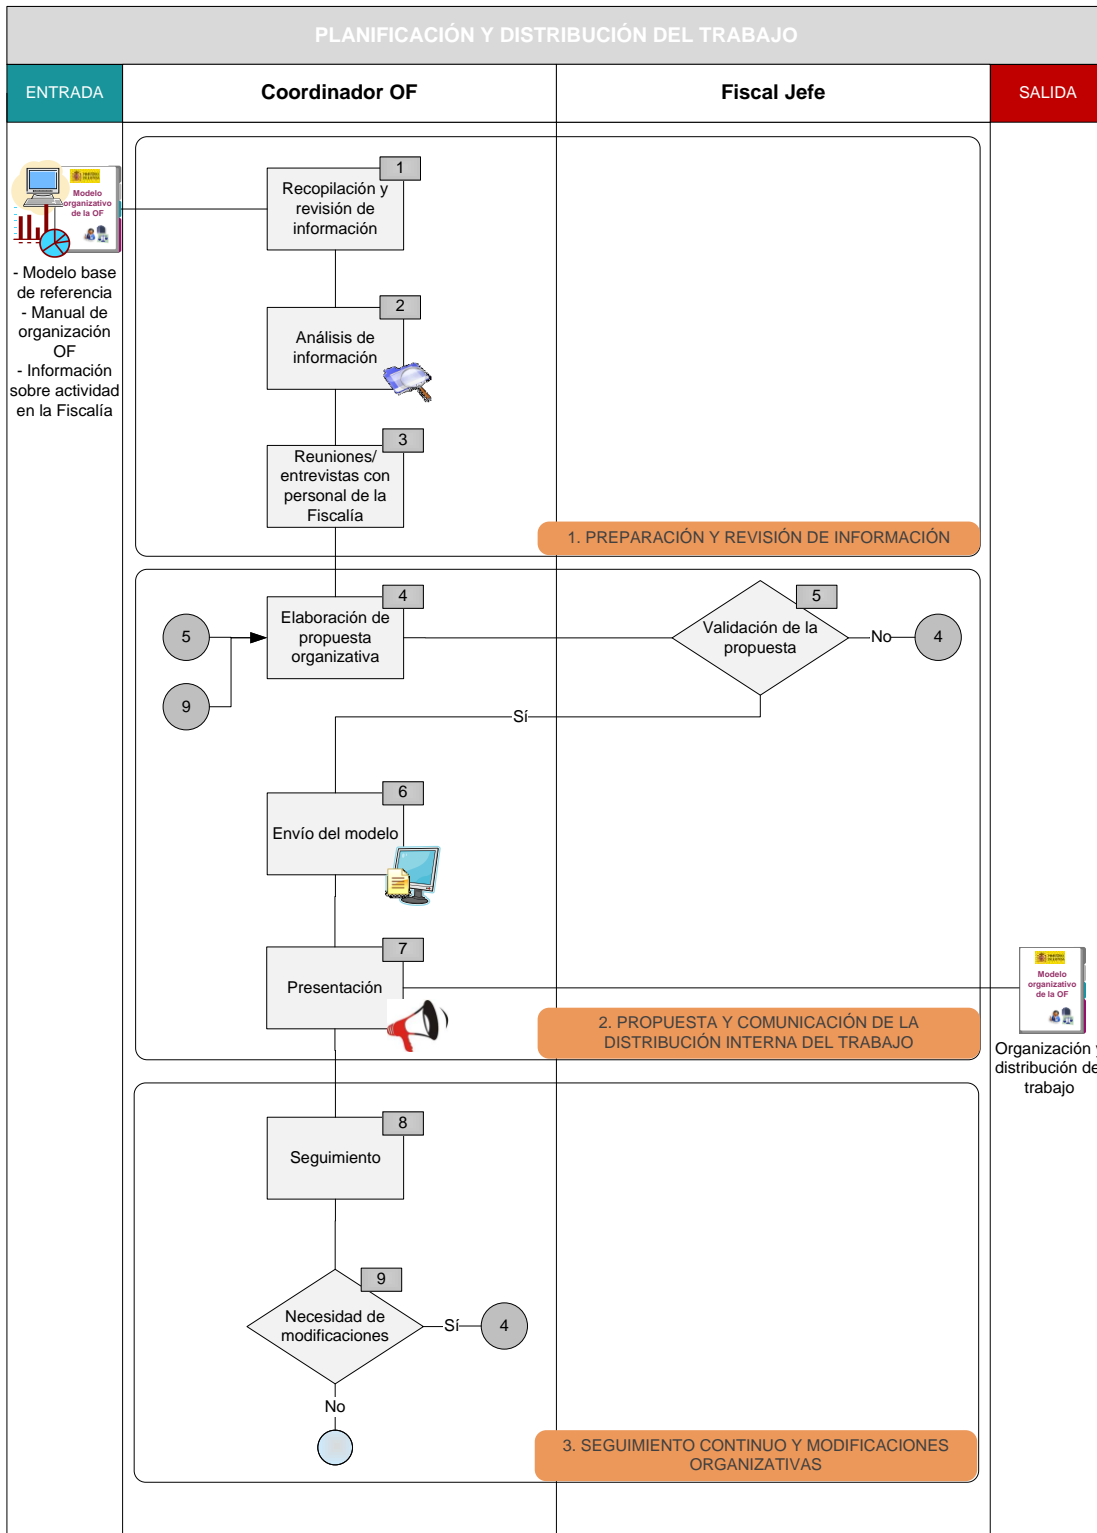 PLANIFICACIÓN Y DISTRIBUCIÓN DEL TRABAJO
ENTRADA
Coordinador OF
Fiscal Jefe
SALIDA
Modelo
organizativo
de la OF
- Modelo base
de referencia
- Manual de
organización
OF
- Información
sobre actividad
en la Fiscalía
1
Recopilación y
revisión de
información
2
Análisis de
información
3
Reuniones/
entrevistas con
personal de la
Fiscalía
1. PREPARACIÓN Y REVISIÓN DE INFORMACIÓN
5
9
4
Elaboración de
propuesta
organizativa
5
Validación de la
propuesta
No
4
Sí
6
Envío del modelo
7
Presentación
2. PROPUESTA Y COMUNICACIÓN DE LA
DISTRIBUCIÓN INTERNA DEL TRABAJO
Modelo
organizativo
de la OF
Organización y
distribución de
trabajo
8
Seguimiento
9
Necesidad de
modificaciones
Sí
4
No
3. SEGUIMIENTO CONTINUO Y MODIFICACIONES
ORGANIZATIVAS